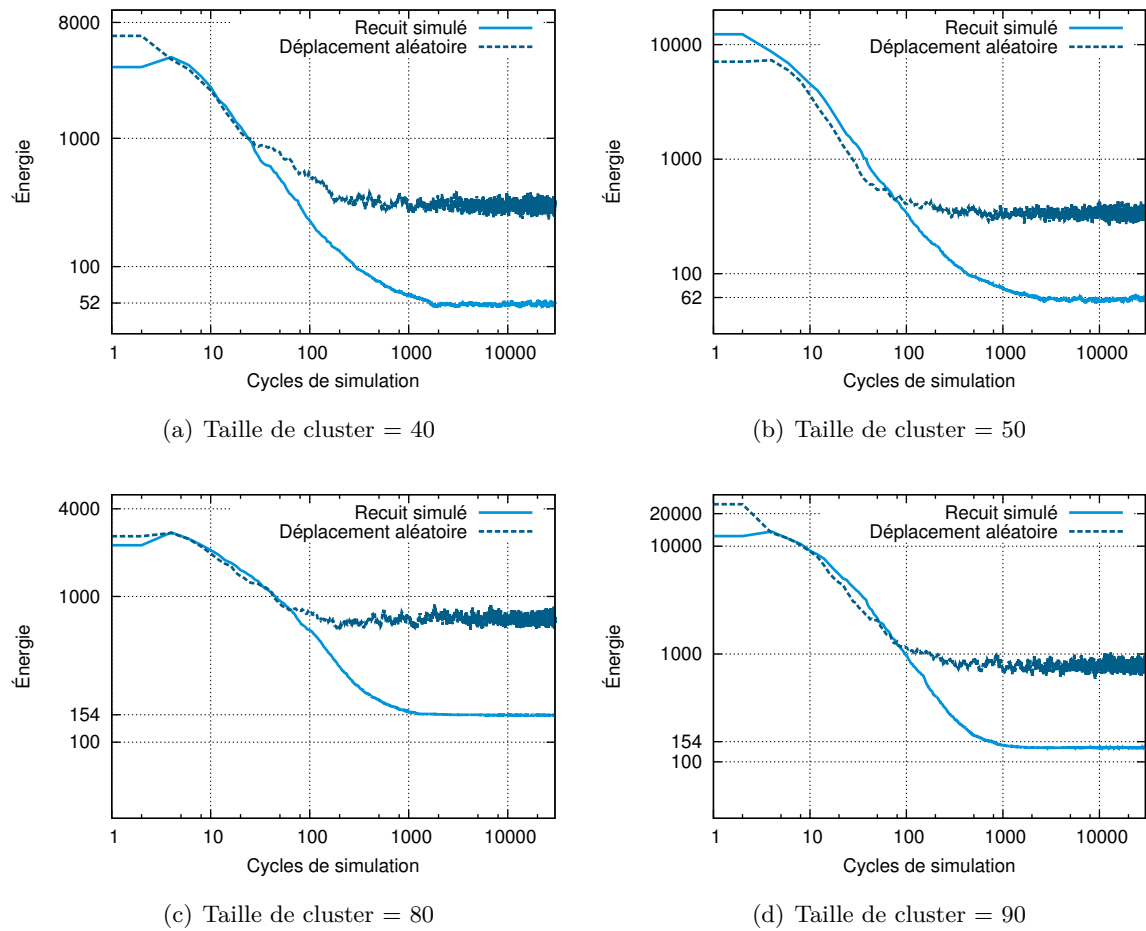 8000
1000
100
52
Énergie
Recuit simulé
Déplacement aléatoire
1 10 100 1000 10000
Cycles de simulation
(a) Taille de cluster = 40
10000
1000
100
62
Énergie
Recuit simulé
Déplacement aléatoire
1 10 100 1000 10000
Cycles de simulation
(b) Taille de cluster = 50
4000
1000
154
100
Énergie
Recuit simulé
Déplacement aléatoire
1 10 100 1000 10000
Cycles de simulation
(c) Taille de cluster = 80
20000
10000
1000
154
100
Énergie
Recuit simulé
Déplacement aléatoire
1 10 100 1000 10000
Cycles de simulation
(d) Taille de cluster = 90